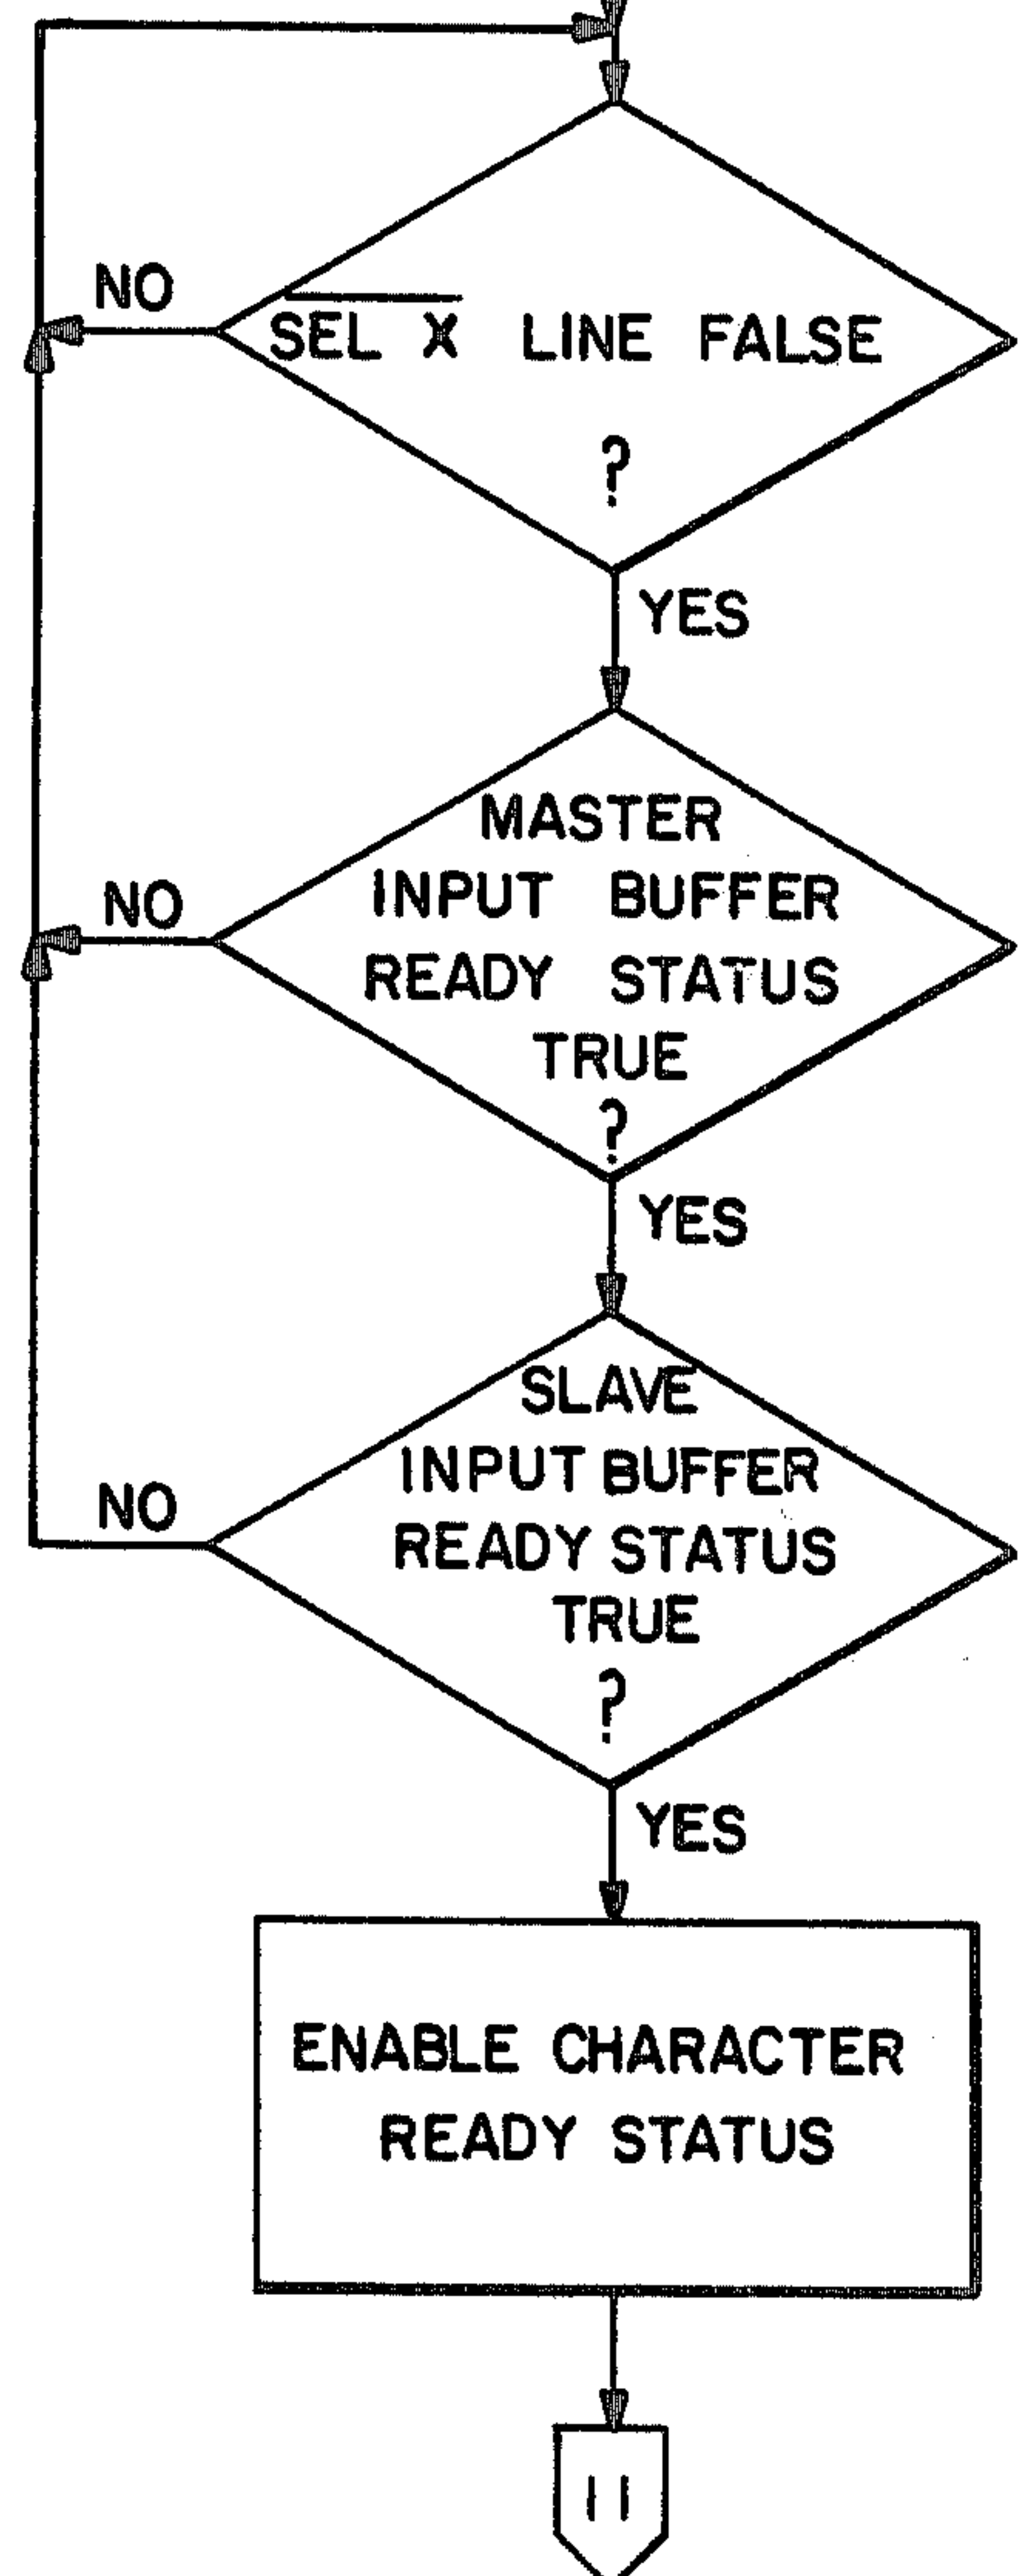 NO
S̅E̅L̅ ̅X̅ LINE FALSE
?
YES
MASTER
NO
INPUT BUFFER
READY STATUS
TRUE
?
YES
SLAVE
INPUT BUFFER
NO
READY STATUS
TRUE
?
YES
ENABLE CHARACTER
READY STATUS
11